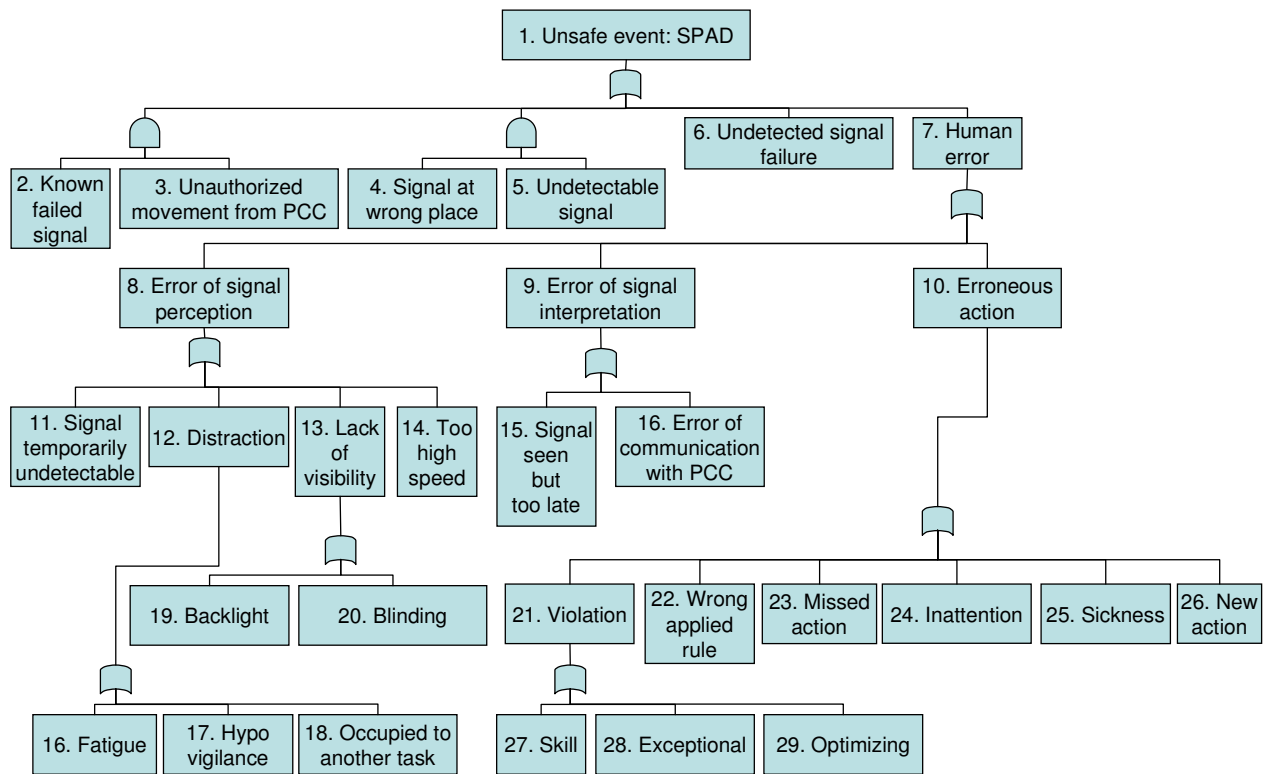 1. Unsafe event: SPAD
2. Known
failed
signal
3. Unauthorized
movement from PCC
4. Signal at
wrong place
5. Undetectable
signal
6. Undetected signal
failure
7. Human
error
8. Error of signal
perception
9. Error of signal
interpretation
10. Erroneous
action
11. Signal
temporarily
undetectable
12. Distraction
13. Lack
of
visibility
14. Too
high
speed
15. Signal
seen
but
too late
16. Error of
communication
with PCC
19. Backlight
20. Blinding
21. Violation
22. Wrong
applied
rule
23. Missed
action
24. Inattention
25. Sickness
26. New
action
16. Fatigue
17. Hypo
vigilance
18. Occupied to
another task
27. Skill
28. Exceptional
29. Optimizing